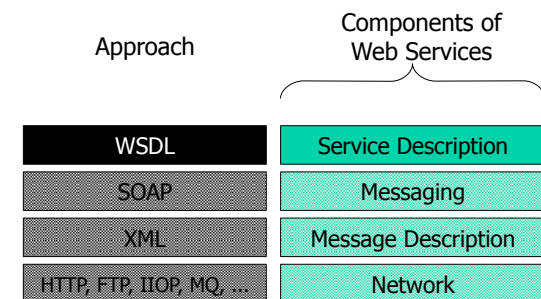 Approach
Components of
Web Services
WSDL
Service Description
SOAP
Messaging
XML
Message Description
HTTP, FTP, IIOP, MQ, ...
Network